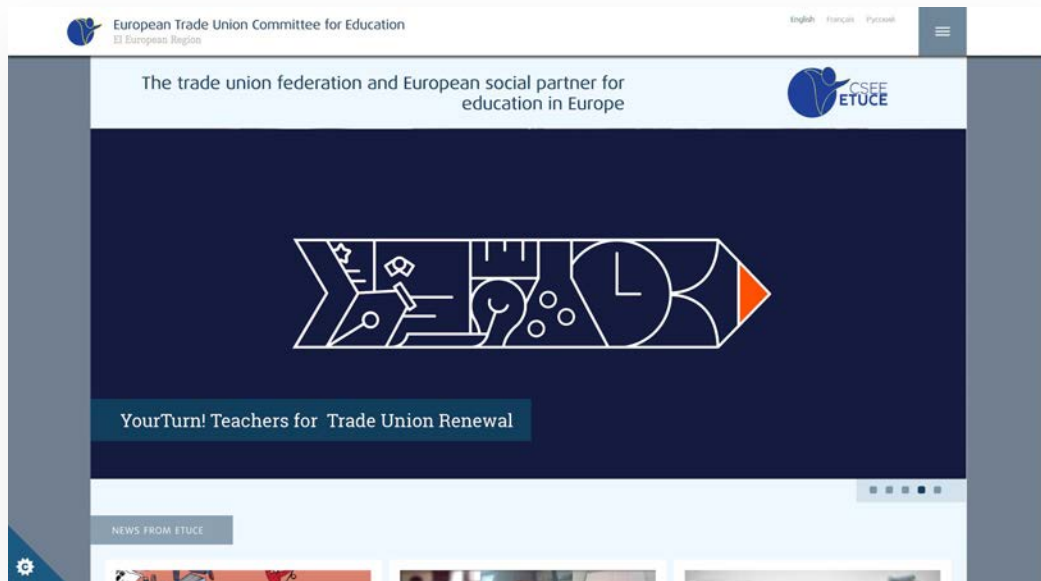 European Trade Union Committee for Education
EI European Region
English Français Русский
The trade union federation and European social partner for
education in Europe
CSEE
ETUCE
YourTurn! Teachers for Trade Union Renewal
NEWS FROM ETUCE